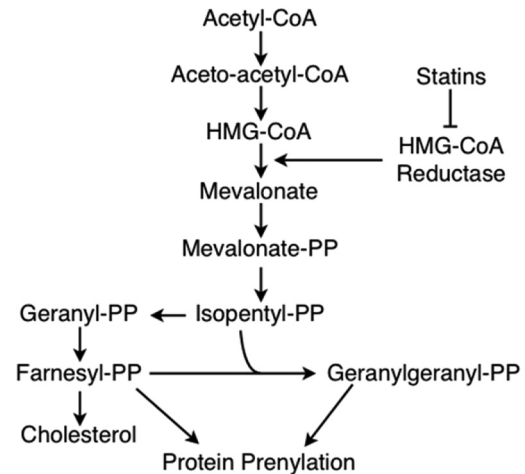 Acetyl-CoA
Aceto-acetyl-CoA
Statins
HMG-CoA
HMG-CoA
Reductase
Mevalonate
Mevalonate-PP
Geranyl-PP
Isopentyl-PP
Farnesyl-PP
Geranylgeranyl-PP
Cholesterol
Protein Prenylation